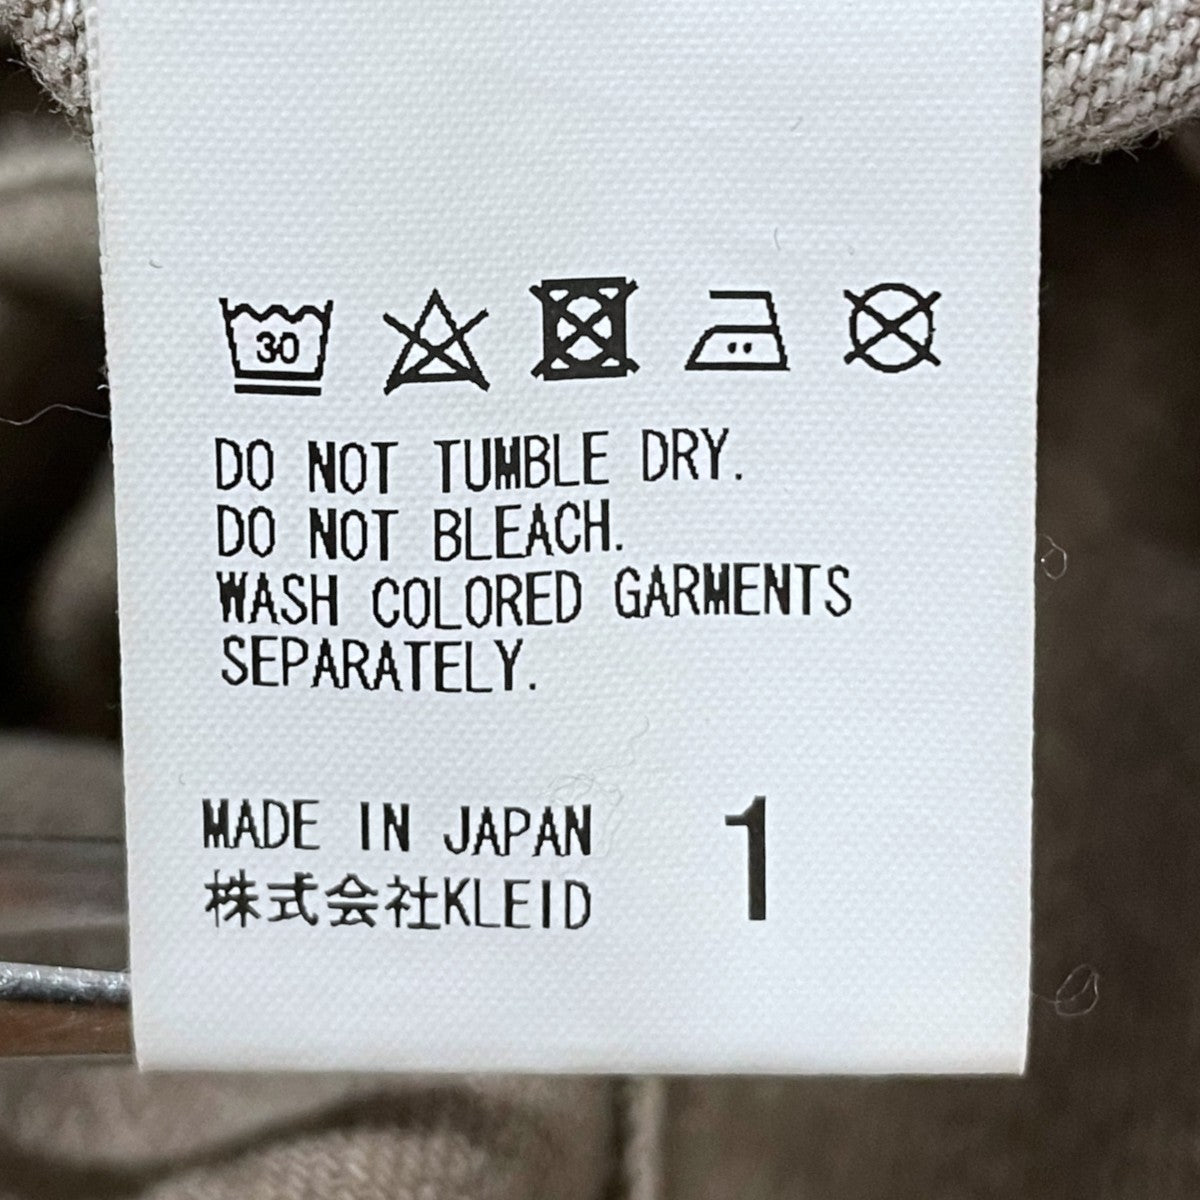 30
DO NOT TUMBLE DRY.
DO NOT BLEACH.
WASH COLORED GARMENTS
SEPARATELY.
MADE IN JAPAN
株式会社KLEID
1